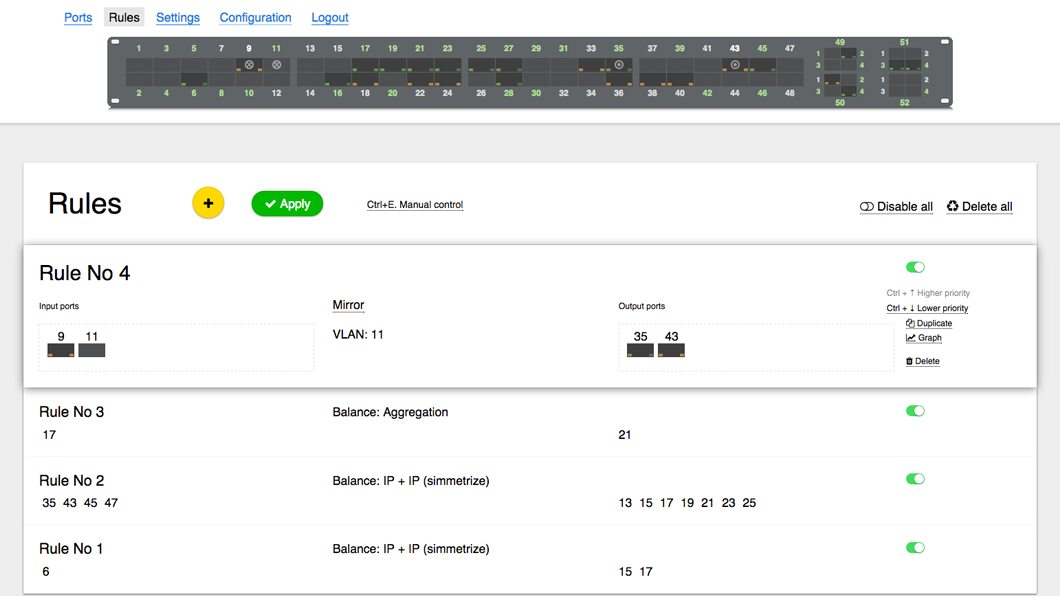 Ports Rules Settings Configuration Logout
1 3 5 7 9 11 13 15 17 19 21 23 25 27 29 31 33 35 37 39 41 43 45 47 49 51
1 2 1 2
3 4 3 4
1 2 1 2
3 4 3 4
2 4 6 8 10 12 14 16 18 20 22 24 26 28 30 32 34 36 38 40 42 44 46 48 50 52
Rules + Apply Ctrl+E. Manual control Disable all Delete all
Rule No 4
Input ports Mirror Output ports Ctrl + ↑ Higher priority
Ctrl + ↓ Lower priority
9 11 VLAN: 11 35 43 Duplicate
Graph
Delete
Rule No 3 Balance: Aggregation
17 21
Rule No 2 Balance: IP + IP (simmetrize)
35 43 45 47 13 15 17 19 21 23 25
Rule No 1 Balance: IP + IP (simmetrize)
6 15 17